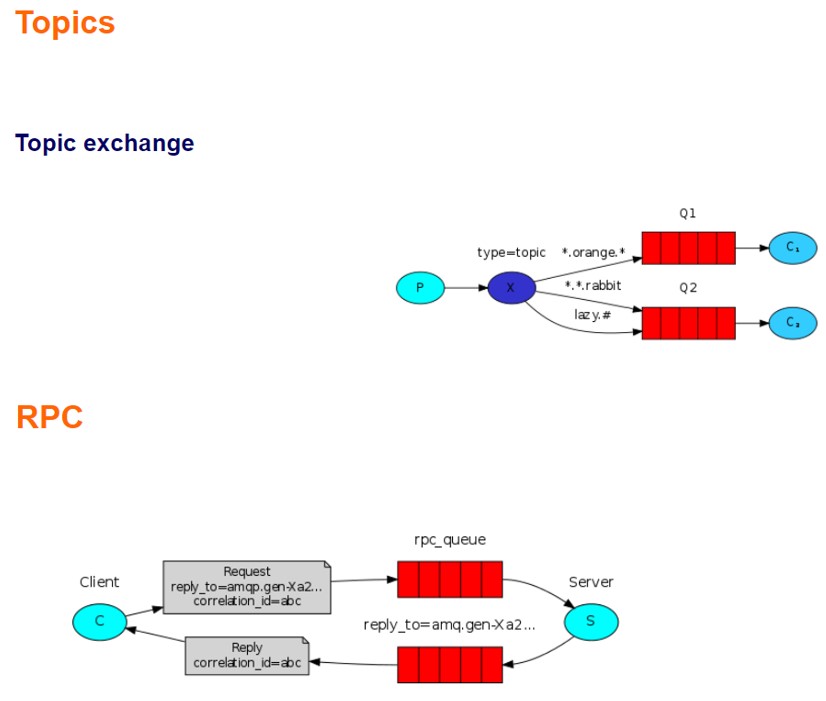 Topics
Topic exchange
Q1
type=topic *.orange.* C₁
P X *.*.rabbit Q2
lazy.# C₂
RPC
rpc_queue
Client Request Server
reply_to=amqp.gen-Xa2...
correlation_id=abc
C reply_to=amq.gen-Xa2... S
Reply
correlation_id=abc